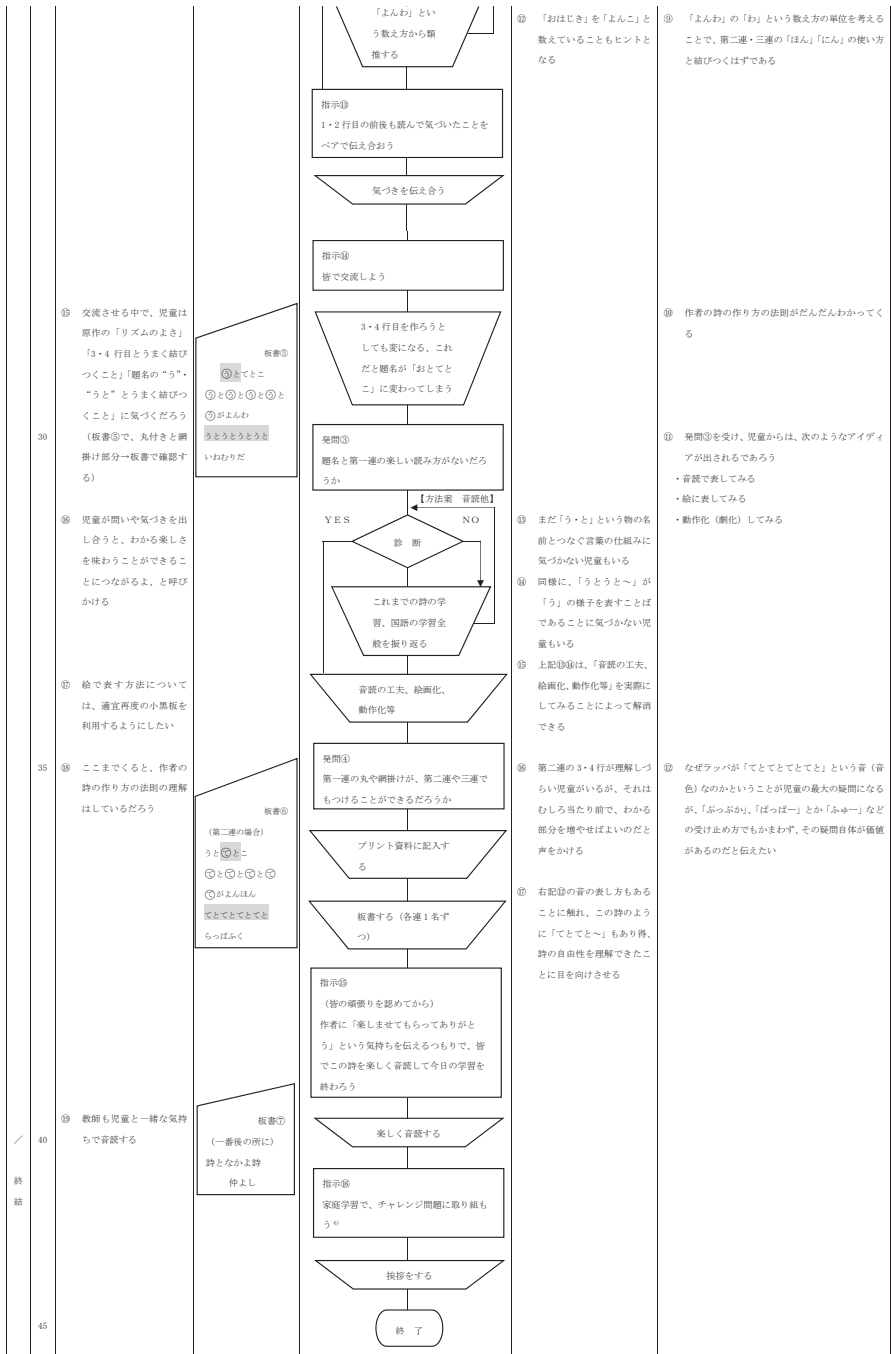 ／
終
結
30
35
40
45
⑮ 交流させる中で、児童は
原作の「リズムのよさ」
「3・4 行目とうまく結び
つくこと」「題名の“う”・
“うと” とうまく結びつ
くこと」に気づくだろう
（板書⑤で、丸付きと網
掛け部分→板書で確認す
る）
⑯ 児童が問いや気づきを出
し合うと、わかる楽しさ
を味わうことができるこ
とにつながるよ、と呼び
かける
⑰ 絵で表す方法について
は、適宜再度の小黒板を
利用するようにしたい
⑱ ここまでくると、作者の
詩の作り方の法則の理解
はしているだろう
⑲ 教師も児童と一緒な気持
ちで音読する
板書⑤
うとてとこ
うとうとうとうと
うがよんわ
うとうとうとうと
いねむりだ
板書⑥
（第二連の場合）
うとてとこ
てとてとてとて
てがよんほん
てとてとてとてと
らっぱふく
板書⑦
（一番後の所に）
詩となかよ詩
仲よし
「よんわ」とい
う数え方から類
推する
指示⑬
1・2 行目の前後も読んで気づいたことを
ペアで伝え合おう
気づきを伝え合う
指示⑭
皆で交流しよう
3・4 行目を作ろうと
しても変になる、これ
だと題名が「おとてと
こ」に変わってしまう
発問③
題名と第一連の楽しい読み方がないだろ
うか
【方法案　音読他】
YES
NO
診　断
これまでの詩の学
習、国語の学習全
般を振り返る
音読の工夫、絵画化、
動作化等
発問④
第一連の丸や網掛けが、第二連や三連で
もつけることができるだろうか
プリント資料に記入す
る
板書する（各連 1 名ず
つ）
指示⑮
（皆の頑張りを認めてから）
作者に「楽しませてもらってありがと
う」という気持ちを伝えるつもりで、皆
でこの詩を楽しく音読して今日の学習を
終わろう
楽しく音読する
指示⑯
家庭学習で、チャレンジ問題に取り組も
う
挨拶をする
終　了
⑫ 「おはじき」を「よんこ」と
数えていることもヒントと
なる
⑬ まだ「う・と」という物の名
前とつなぐ言葉の仕組みに
気づかない児童もいる
⑭ 同様に、「うとうと～」が
「う」の様子を表すことば
であることに気づかない児
童もいる
⑮ 上記⑬⑭は、「音読の工夫、
絵画化、動作化等」を実際に
してみることによって解消
できる
⑯ 第二連の 3・4 行が理解しづ
らい児童がいるが、それは
むしろ当たり前で、わかる
部分を増やせばよいのだと
声をかける
⑰ 右記⑫の音の表し方もある
ことに触れ、この詩のよう
に「てとてと～」もあり得、
詩の自由性を理解できたこ
とに目を向けさせる
⑨ 「よんわ」の「わ」という数え方の単位を考える
ことで、第二連・三連の「ほん」「にん」の使い方
と結びつくはずである
⑩ 作者の詩の作り方の法則がだんだんわかってく
る
⑪ 発問③を受け、児童からは、次のようなアイディ
アが出されるであろう
・音読で表してみる
・絵に表してみる
・動作化（劇化）してみる
⑫ なぜラッパが「てとてとてとてと」という音（音
色）なのかということが児童の最大の疑問になる
が、「ぷっぷか」、「ぱっぱー」とか「ふゅー」など
の受け止め方でもかまわず、その疑問自体が価値
があるのだと伝えたい